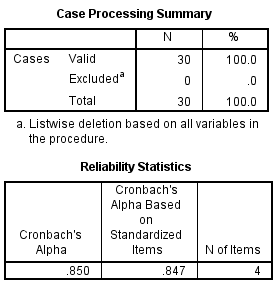 Case Processing Summary
N %
Cases Valid 30 100.0
Excludedᵃ 0 .0
Total 30 100.0
a. Listwise deletion based on all variables in
the procedure.
Reliability Statistics
Cronbach's
Alpha Based
on
Cronbach's Standardized
Alpha Items N of Items
.850 .847 4